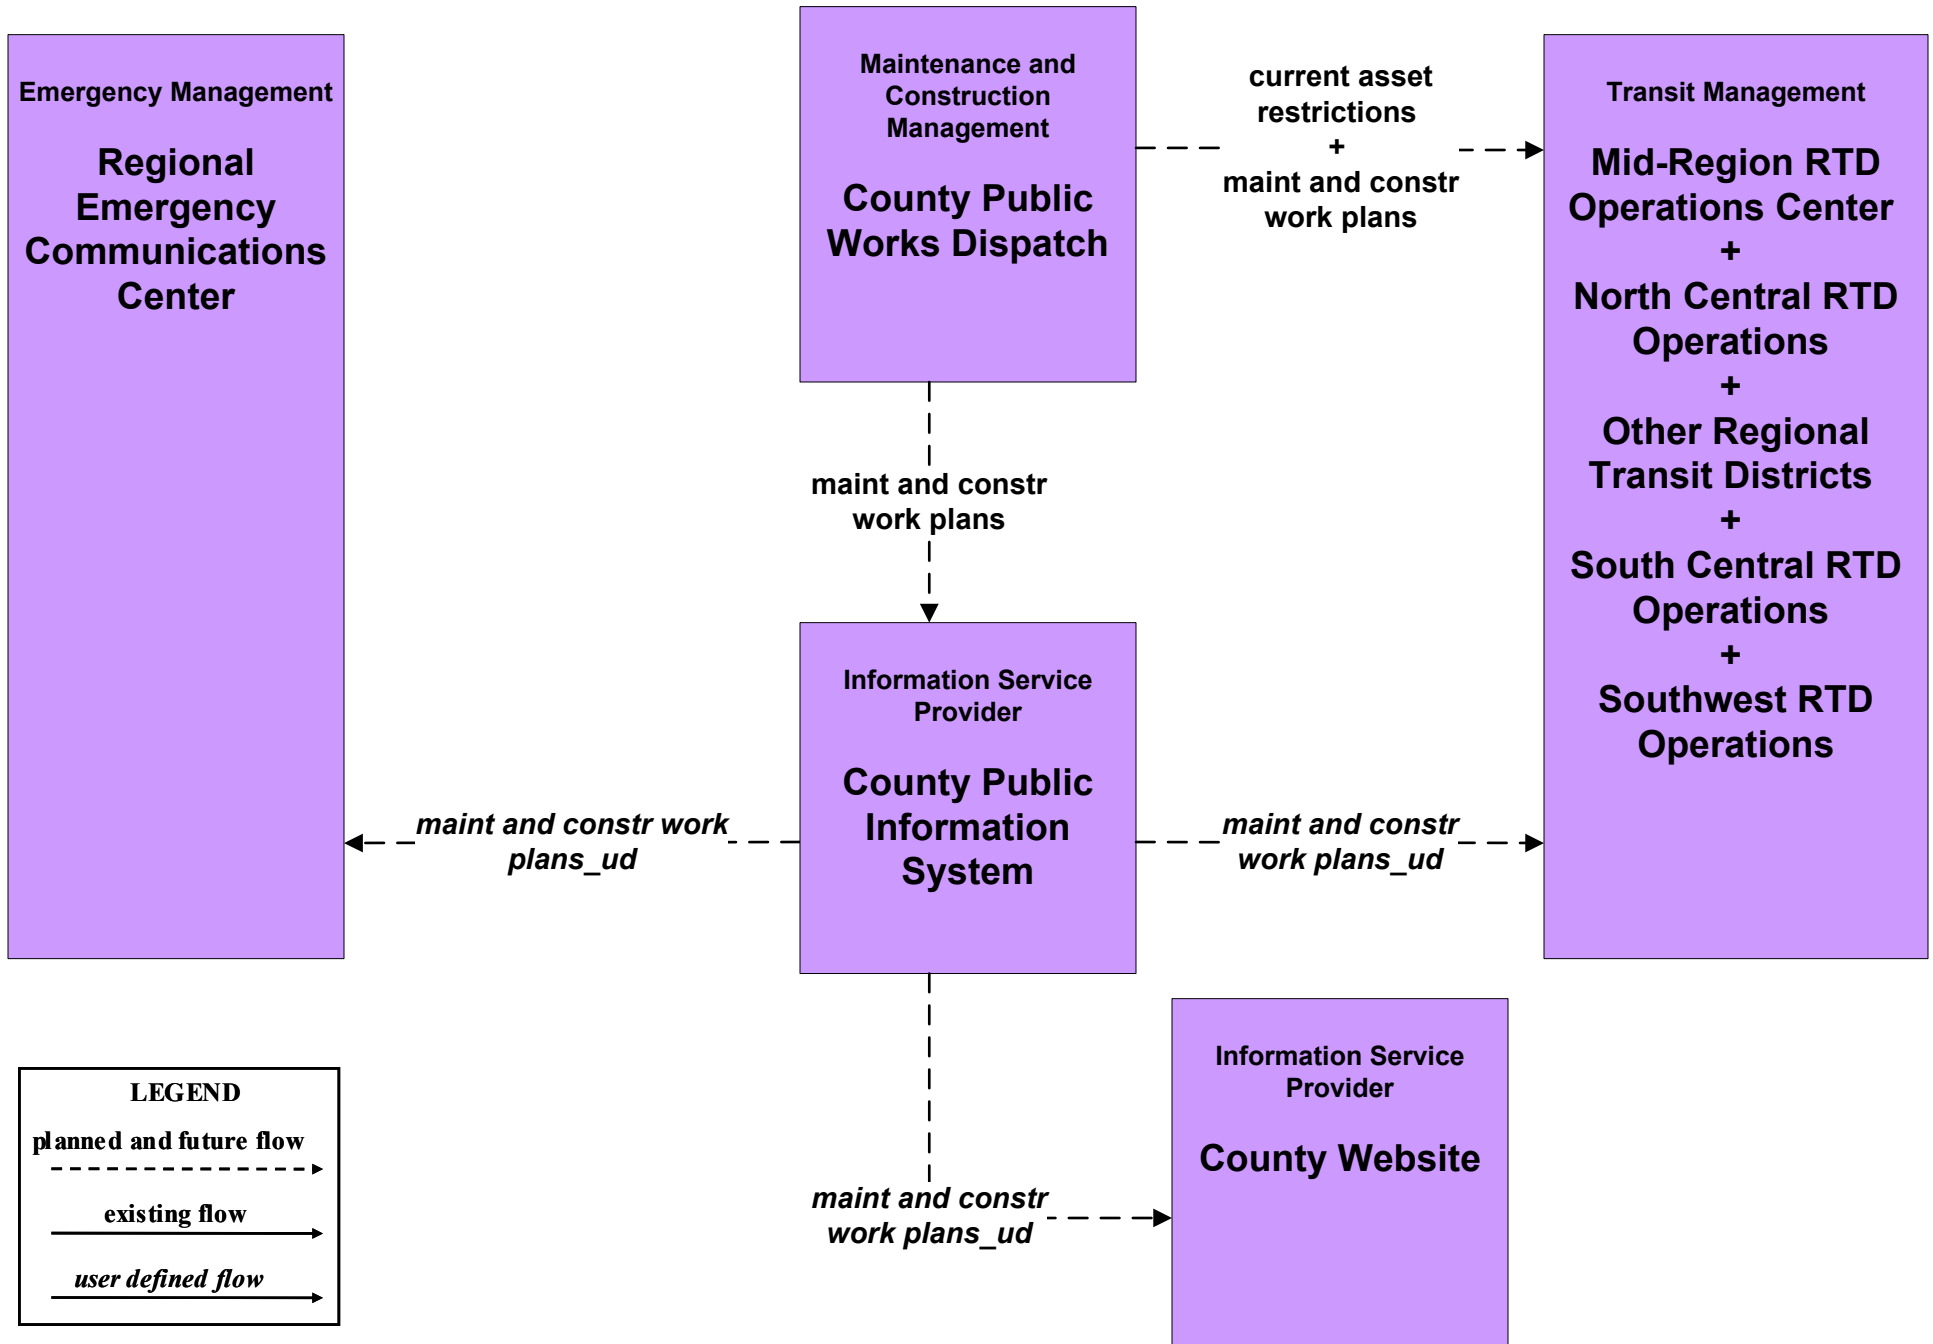 Emergency Management
Regional
Emergency
Communications
Center
Maintenance and
Construction
Management
County Public
Works Dispatch
current asset
restrictions
+
maint and constr
work plans
Transit Management
Mid-Region RTD
Operations Center
+
North Central RTD
Operations
+
Other Regional
Transit Districts
+
South Central RTD
Operations
+
Southwest RTD
Operations
maint and constr
work plans
Information Service
Provider
County Public
Information
System
maint and constr work
plans_ud
maint and constr
work plans_ud
maint and constr
work plans_ud
Information Service
Provider
County Website
LEGEND
planned and future flow
existing flow
user defined flow